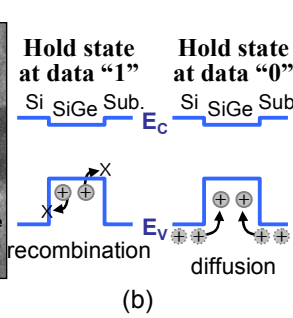 Hold state Hold state
at data “1” at data “0”
Si SiGe Sub. Si SiGe Sub
E_C
X
+ +
X
E_V
+ +
+ + + +
recombination
diffusion
(b)